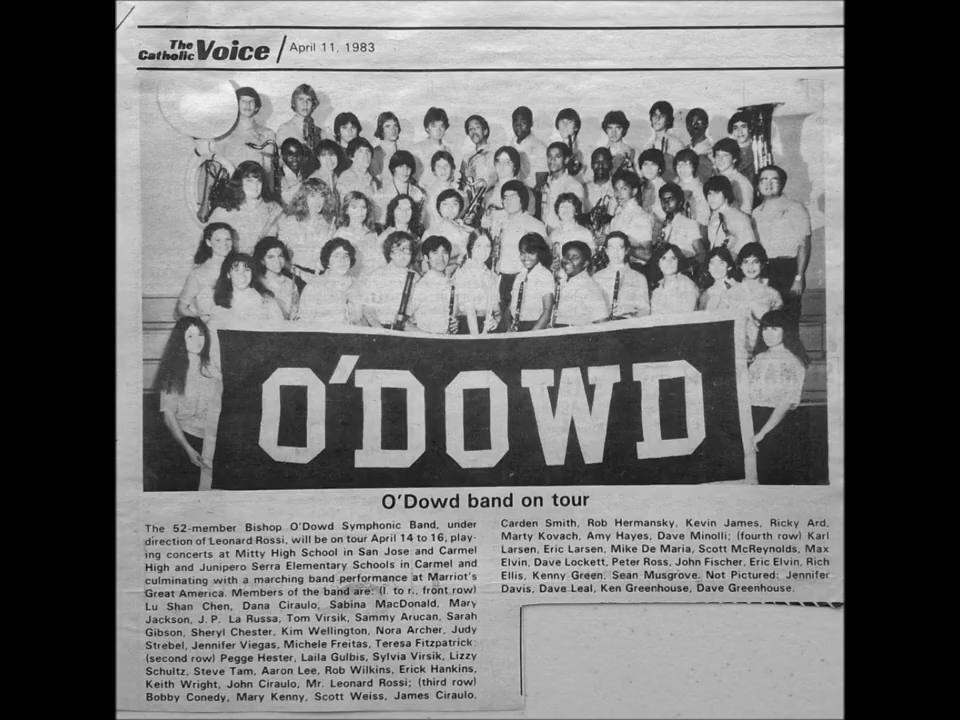 The Catholic Voice / April 11, 1983
O'DOWD
O'Dowd band on tour
The 52-member Bishop O'Dowd Symphonic Band, under
direction of Leonard Rossi, will be on tour April 14 to 16, play-
ing concerts at Mitty High School in San Jose and Carmel
High and Junipero Serra Elementary Schools in Carmel and
culminating with a marching band performance at Marriot's
Great America. Members of the band are: (l. to r., front row)
Lu Shan Chen, Dana Ciraulo, Sabina MacDonald, Mary
Jackson, J. P. La Russa, Tom Virsik, Sammy Arucan, Sarah
Gibson, Sheryl Chester, Kim Wellington, Nora Archer, Judy
Strebel, Jennifer Viegas, Michele Freitas, Teresa Fitzpatrick
(second row) Pegge Hester, Laila Gulbis, Sylvia Virsik, Lizzy
Schultz, Steve Tam, Aaron Lee, Rob Wilkins, Erick Hankins,
Keith Wright, John Ciraulo, Mr. Leonard Rossi; (third row)
Bobby Conedy, Mary Kenny, Scott Weiss, James Ciraulo,
Carden Smith, Rob Hermansky, Kevin James, Ricky Ard,
Marty Kovach, Amy Hayes, Dave Minolli; (fourth row) Karl
Larsen, Eric Larsen, Mike De Maria, Scott McReynolds, Max
Elvin, Dave Lockett, Peter Ross, John Fischer, Eric Elvin, Rich
Ellis, Kenny Green, Sean Musgrove. Not Pictured: Jennifer
Davis, Dave Leal, Ken Greenhouse, Dave Greenhouse.